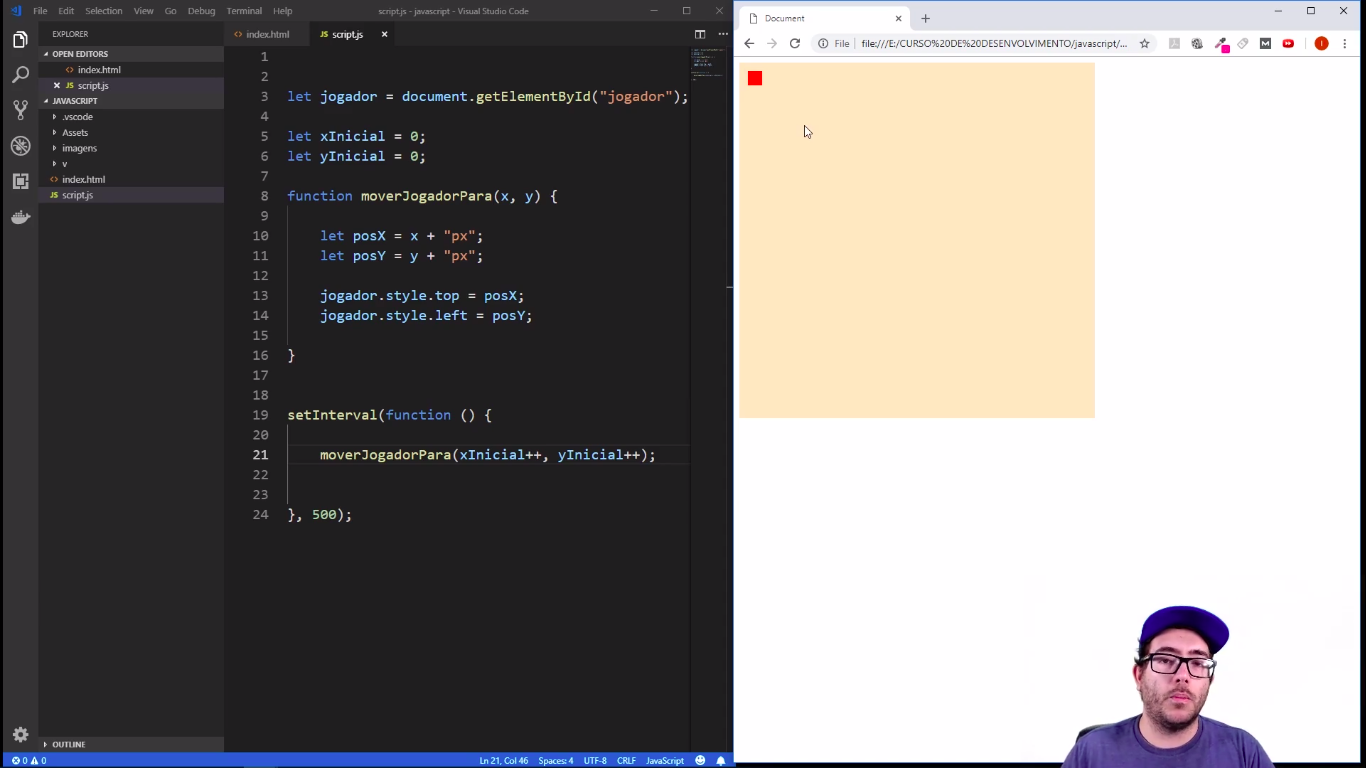 File Edit Selection View Go Debug Terminal Help
script.js - javascript - Visual Studio Code
EXPLORER
OPEN EDITORS
index.html
script.js
JAVASCRIPT
.vscode
Assets
imagens
v
index.html
script.js
OUTLINE
index.html
JS script.js
1
2
3 let jogador = document.getElementById("jogador");
4
5 let xInicial = 0;
6 let yInicial = 0;
7
8 function moverJogadorPara(x, y) {
9
10 let posX = x + "px";
11 let posY = y + "px";
12
13 jogador.style.top = posX;
14 jogador.style.left = posY;
15
16 }
17
18
19 setInterval(function () {
20
21 moverJogadorPara(xInicial++, yInicial++);
22
23
24 }, 500);
0 0
Ln 21, Col 46 Spaces: 4 UTF-8 CRLF JavaScript
Document
File file:///E:/CURSO%20DE%20DESENVOLVIMENTO/javascript/...